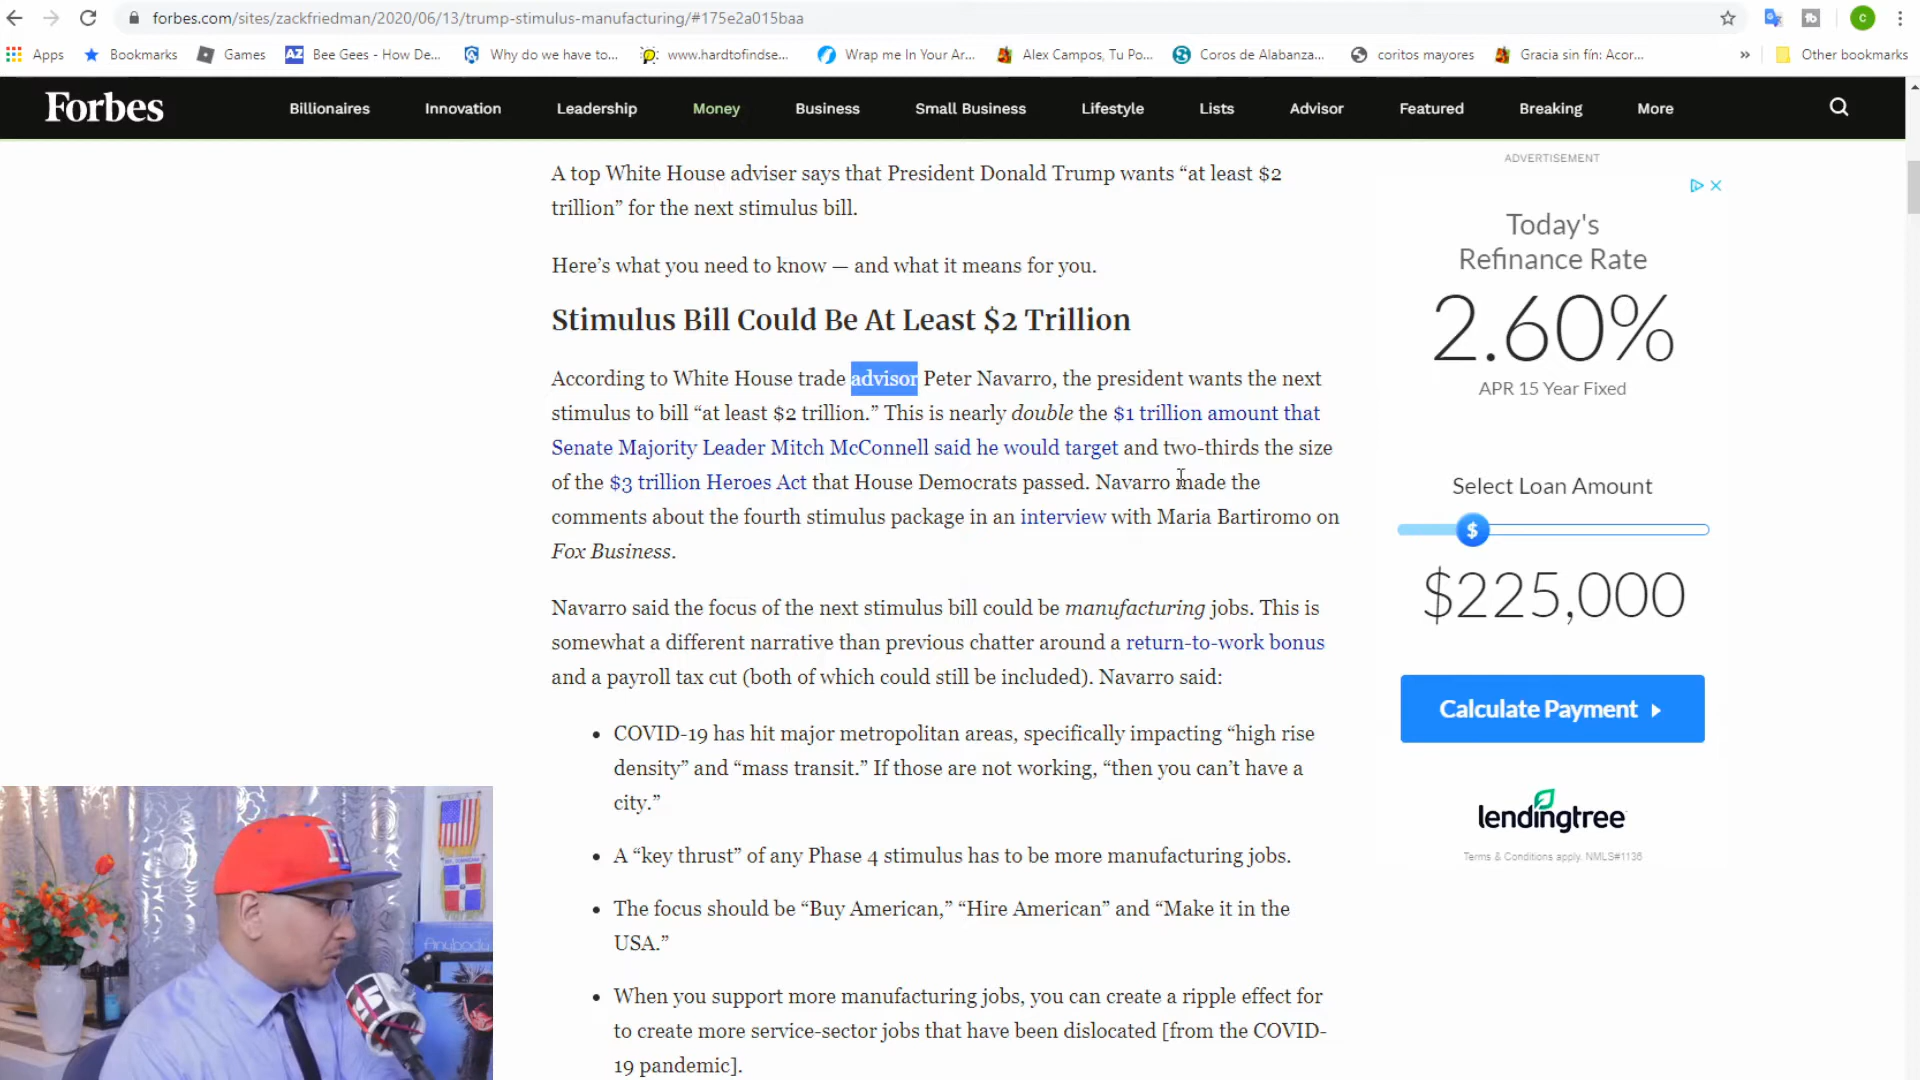 forbes.com/sites/zackfriedman/2020/06/13/trump-stimulus-manufacturing/#175e2a015baa
Apps Bookmarks Games Bee Gees - How De... Why do we have to... www.hardtofindse... Wrap me In Your Ar... Alex Campos, Tu Po... Coros de Alabanza... coritos mayores Gracia sin fín: Acor... » Other bookmarks
Forbes Billionaires Innovation Leadership Money Business Small Business Lifestyle Lists Advisor Featured Breaking More
A top White House adviser says that President Donald Trump wants “at least $2
trillion” for the next stimulus bill.
Here’s what you need to know — and what it means for you.
Stimulus Bill Could Be At Least $2 Trillion
According to White House trade advisor Peter Navarro, the president wants the next
stimulus to bill “at least $2 trillion.” This is nearly double the $1 trillion amount that
Senate Majority Leader Mitch McConnell said he would target and two-thirds the size
of the $3 trillion Heroes Act that House Democrats passed. Navarro made the
comments about the fourth stimulus package in an interview with Maria Bartiromo on
Fox Business.
Navarro said the focus of the next stimulus bill could be manufacturing jobs. This is
somewhat a different narrative than previous chatter around a return-to-work bonus
and a payroll tax cut (both of which could still be included). Navarro said:
• COVID-19 has hit major metropolitan areas, specifically impacting “high rise
density” and “mass transit.” If those are not working, “then you can’t have a
city.”
• A “key thrust” of any Phase 4 stimulus has to be more manufacturing jobs.
• The focus should be “Buy American,” “Hire American” and “Make it in the
USA.”
• When you support more manufacturing jobs, you can create a ripple effect for
to create more service-sector jobs that have been dislocated [from the COVID-
19 pandemic].
ADVERTISEMENT
Today's
Refinance Rate
2.60%
APR 15 Year Fixed
Select Loan Amount
$
$225,000
Calculate Payment
lendingtree
Terms & Conditions apply. NMLS#1136
Anybody